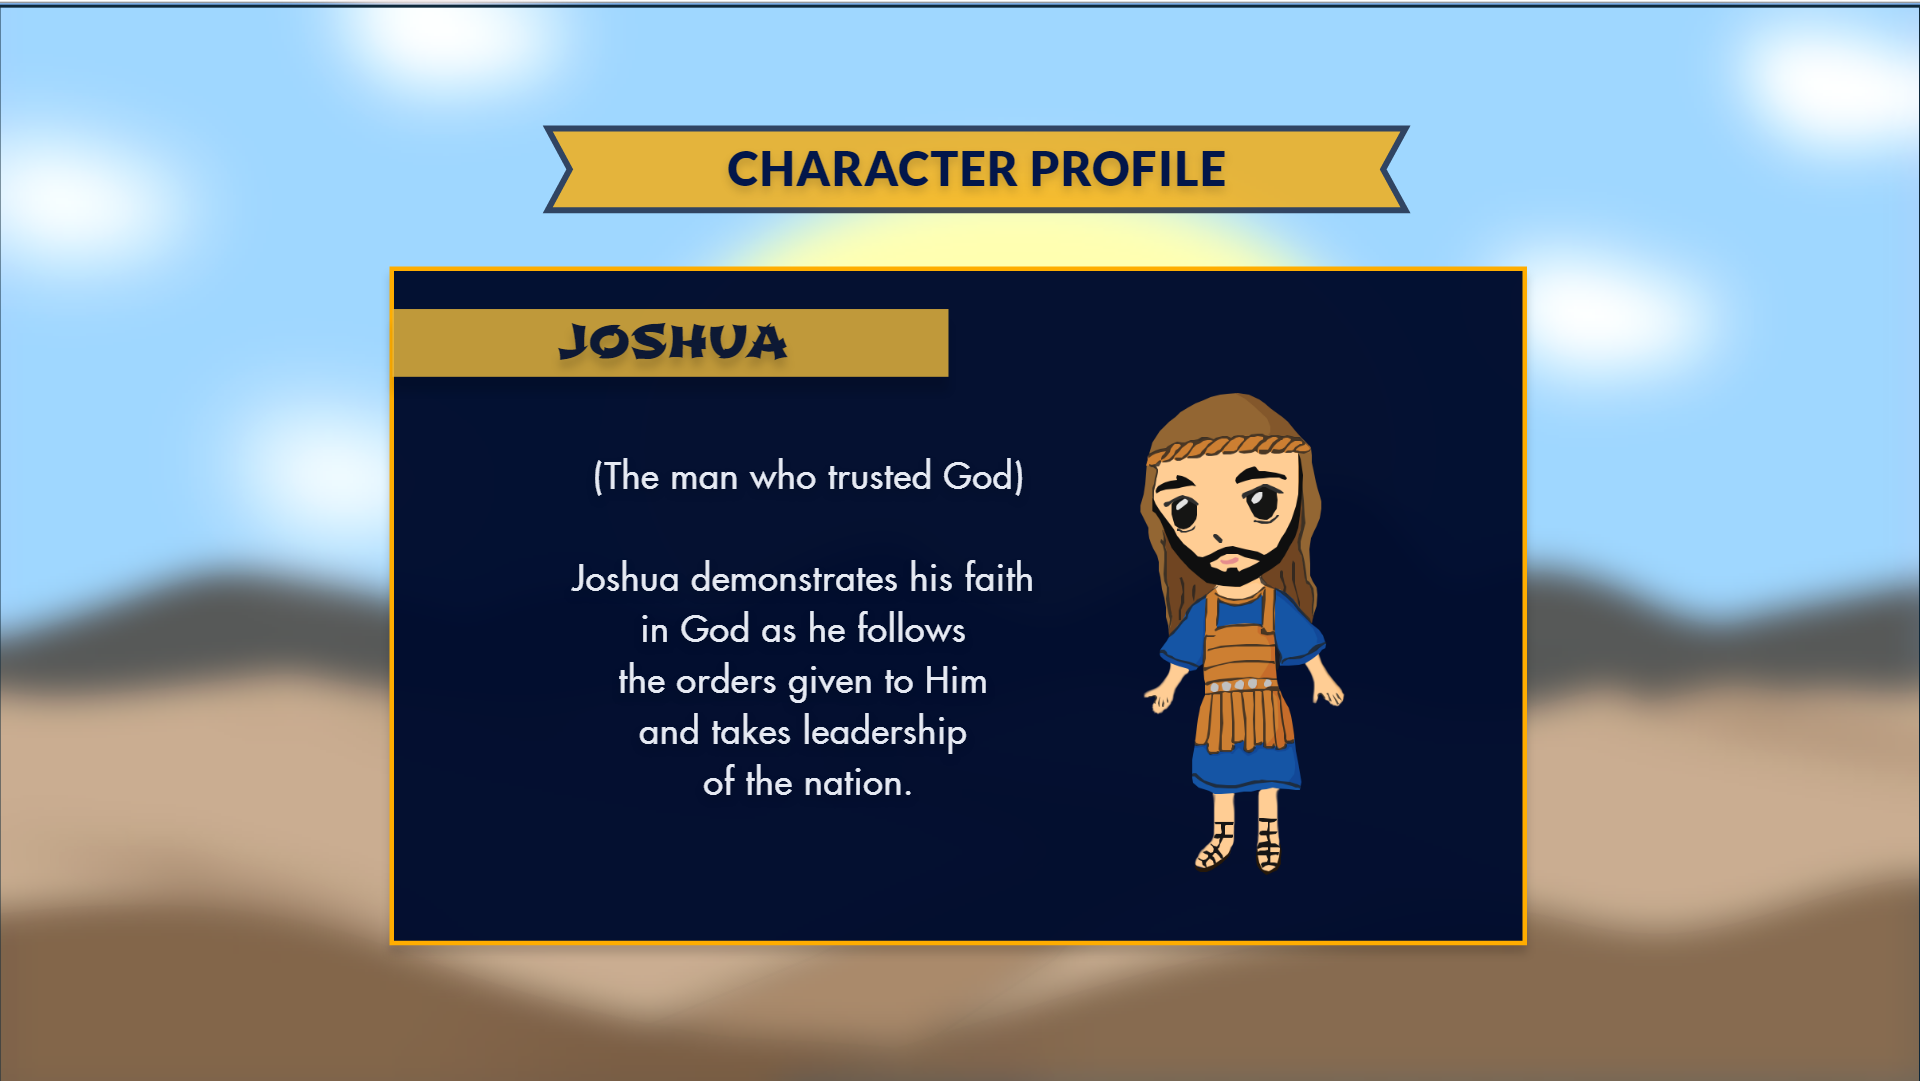 CHARACTER PROFILE
JOSHUA
(The man who trusted God)
Joshua demonstrates his faith
in God as he follows
the orders given to Him
and takes leadership
of the nation.